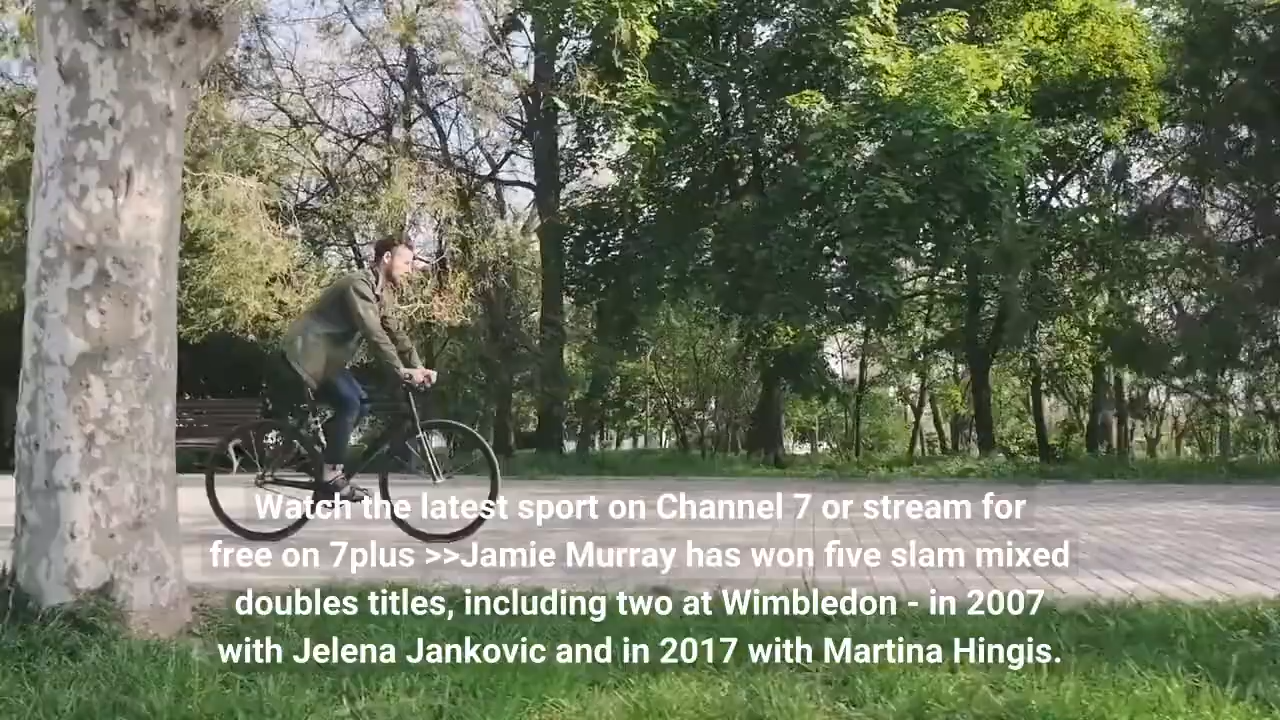 Watch the latest sport on Channel 7 or stream for
free on 7plus >>Jamie Murray has won five slam mixed
doubles titles, including two at Wimbledon - in 2007
with Jelena Jankovic and in 2017 with Martina Hingis.